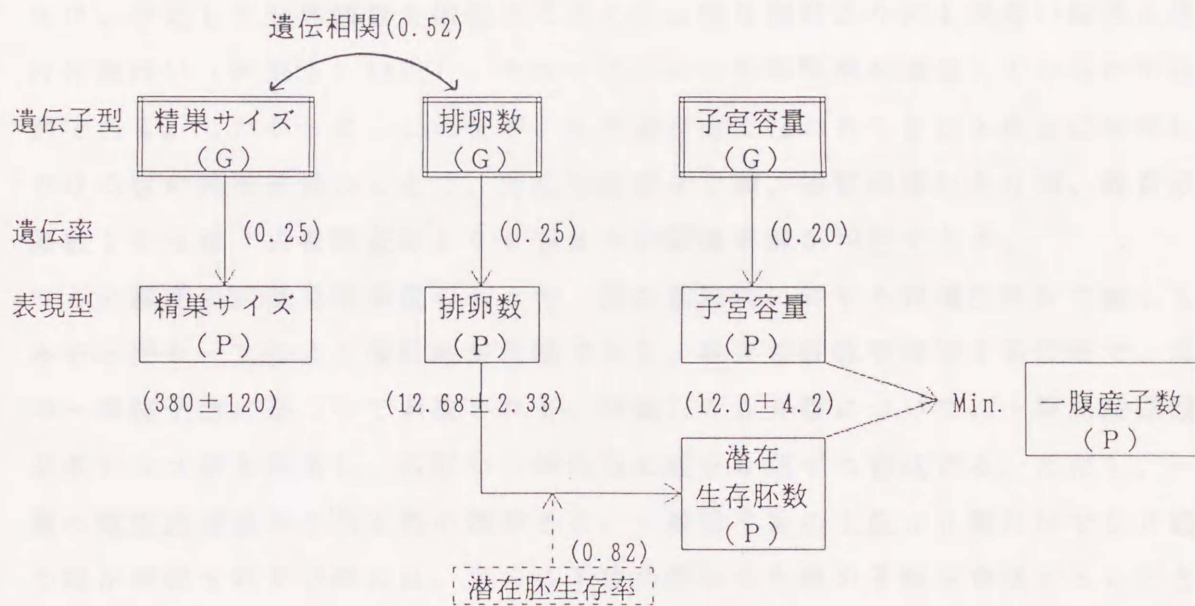 遺伝相関(0.52)
遺伝子型 精巣サイズ 排卵数 子宮容量
(G) (G) (G)
遺伝率 (0.25) (0.25) (0.20)
表現型 精巣サイズ 排卵数 子宮容量
(P) (P) (P)
(380±120) (13.68±2.33) (12.0±4.2) Min. 一腹産子数
(P)
潜在
生存胚数
(P)
(0.82)
潜在胚生存率